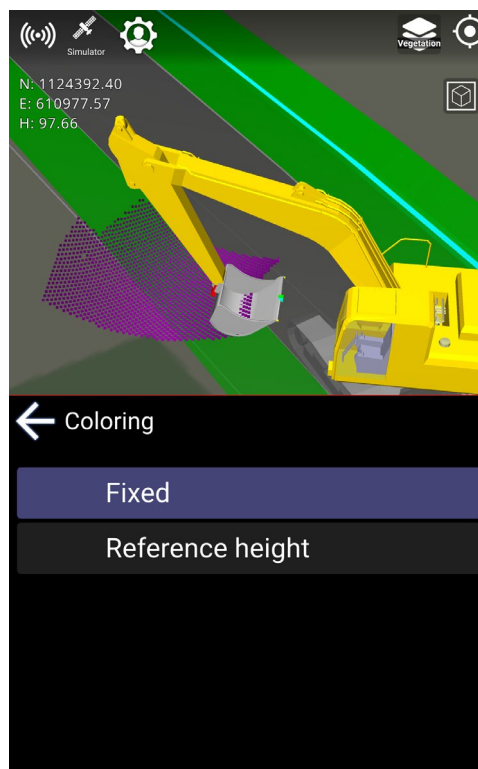 Simulator
Vegetation
N: 1124392.40
E: 610977.57
H: 97.66
Coloring
Fixed
Reference height